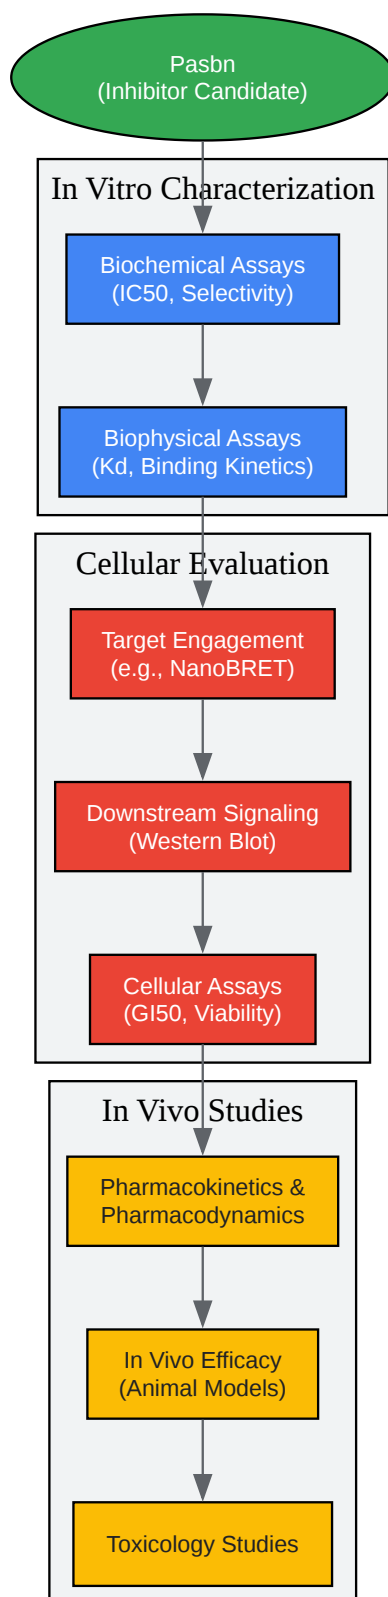 Pasbn
(Inhibitor Candidate)
In Vitro Characterization
Biochemical Assays
(IC50, Selectivity)
Biophysical Assays
(Kd, Binding Kinetics)
Cellular Evaluation
Target Engagement
(e.g., NanoBRET)
Downstream Signaling
(Western Blot)
Cellular Assays
(GI50, Viability)
In Vivo Studies
Pharmacokinetics &
Pharmacodynamics
In Vivo Efficacy
(Animal Models)
Toxicology Studies